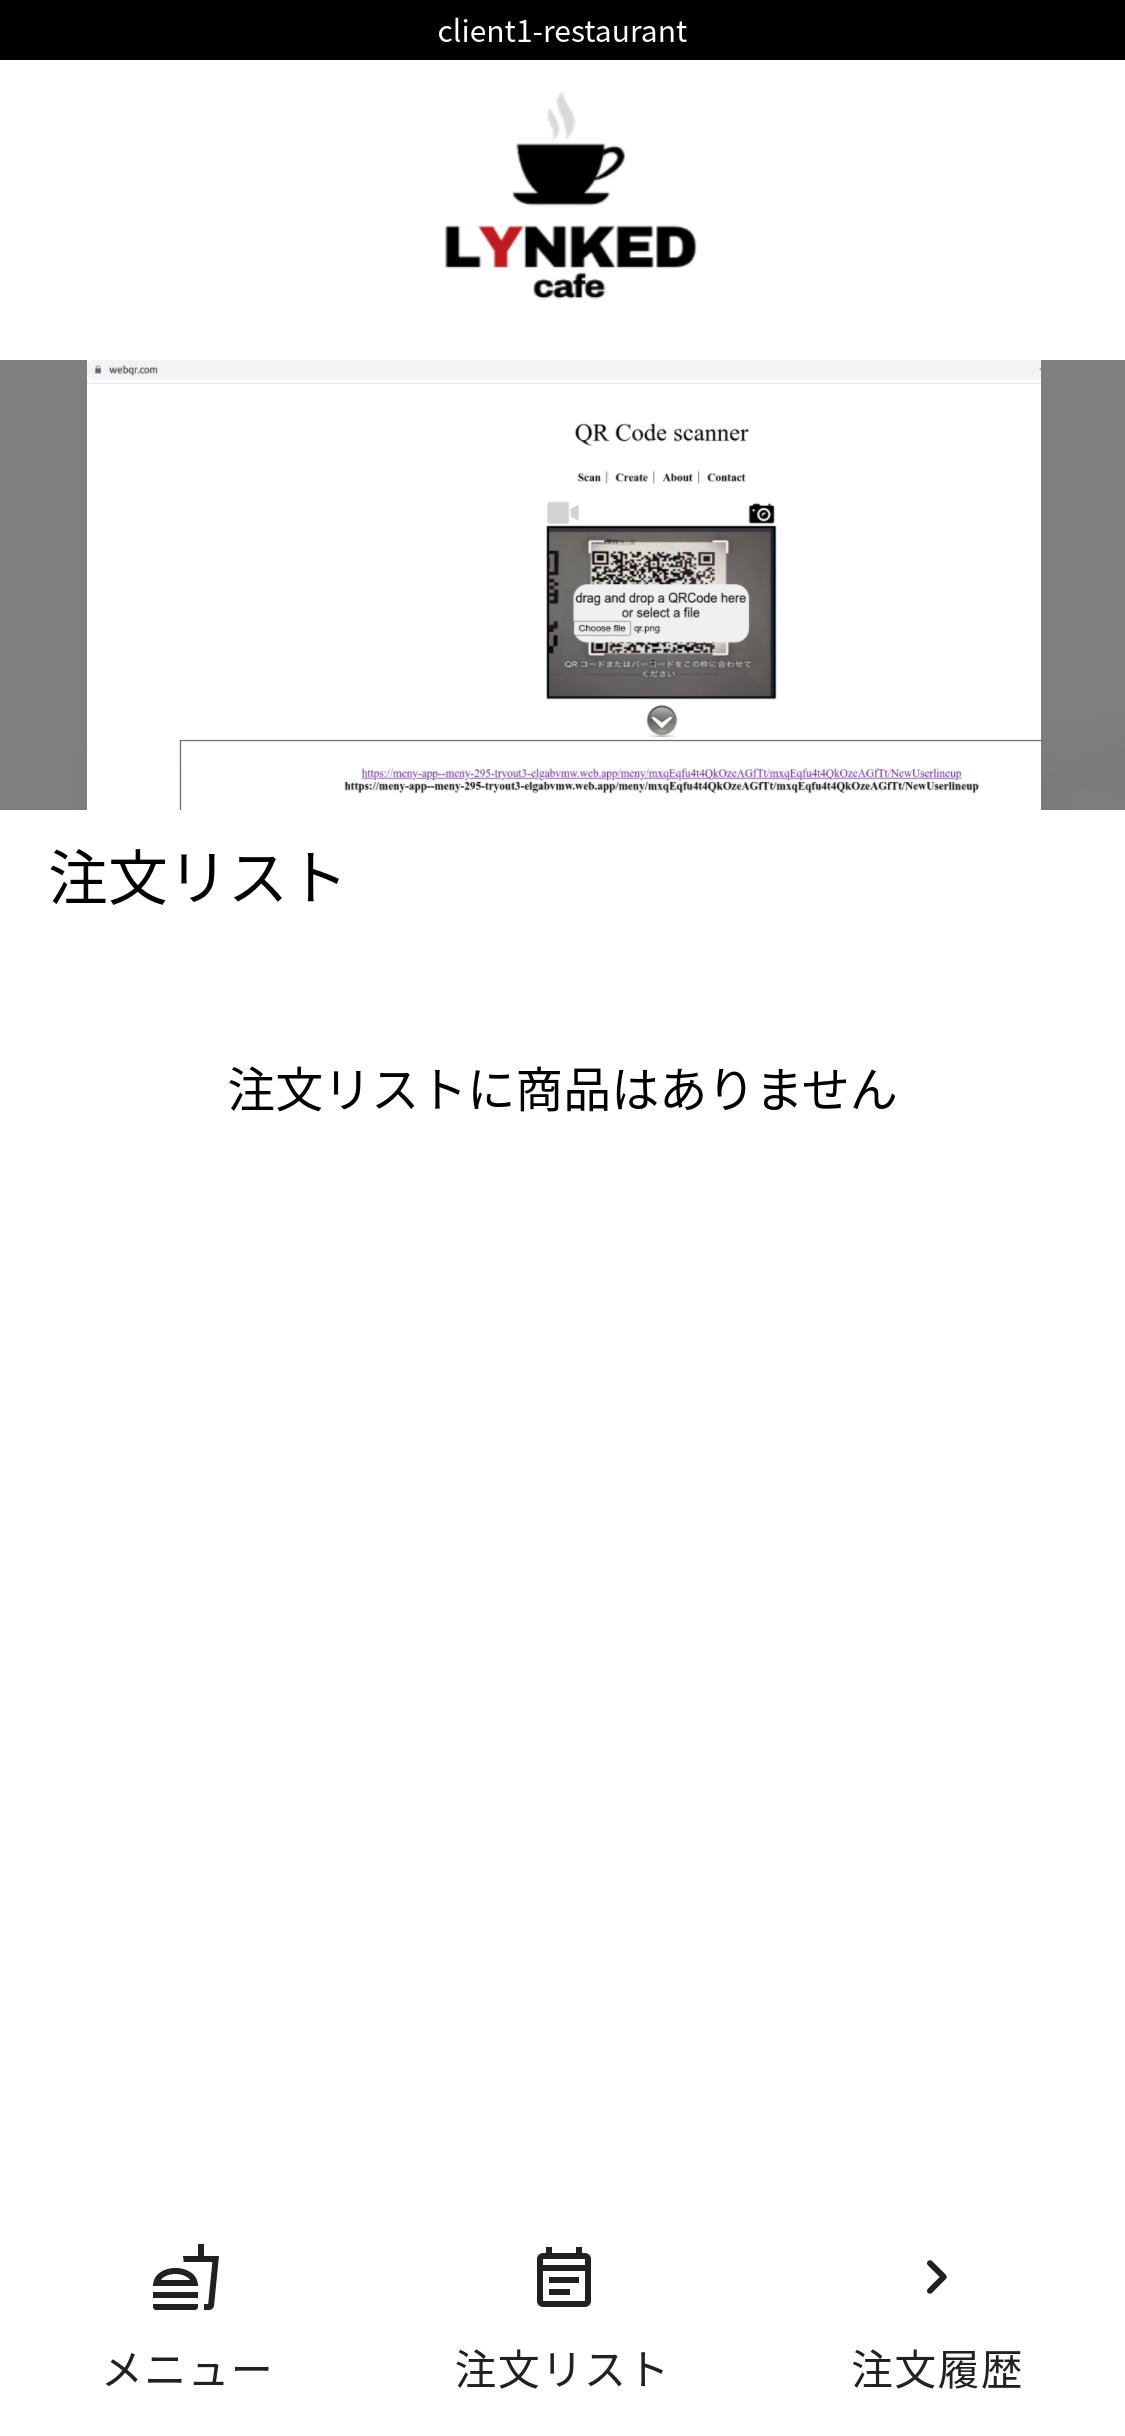 client1-restaurant
LYNKED
cafe
webqr.com
QR Code scanner
Scan | Create | About | Contact
drag and drop a QRCode here
or select a file
Choose file qr.png
QR コードまたはバーコードをこの枠に合わせて
ください
https://meny-app--meny-295-tryout3-elgabvmw.web.app/meny/mxqEqfu4t4QkOzeAGfTt/mxqEqfu4t4QkOzeAGfTt/NewUserlineup
https://meny-app--meny-295-tryout3-elgabvmw.web.app/meny/mxqEqfu4t4QkOzeAGfTt/mxqEqfu4t4QkOzeAGfTt/NewUserlineup
注文リスト
注文リストに商品はありません
メニュー
注文リスト
注文履歴